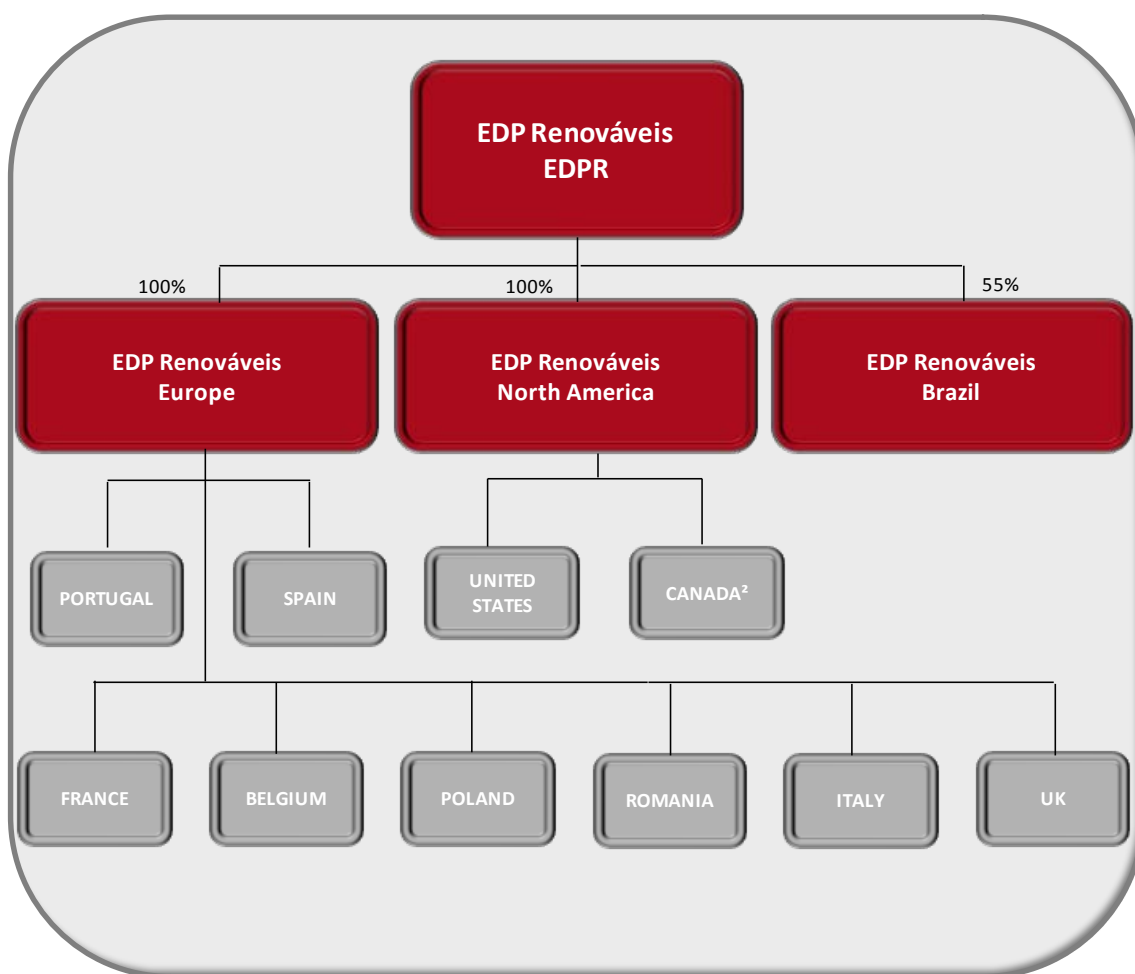 EDP Renováveis
EDPR
100%
100%
55%
EDP Renováveis
Europe
EDP Renováveis
North America
EDP Renováveis
Brazil
PORTUGAL
SPAIN
UNITED
STATES
CANADA²
FRANCE
BELGIUM
POLAND
ROMANIA
ITALY
UK